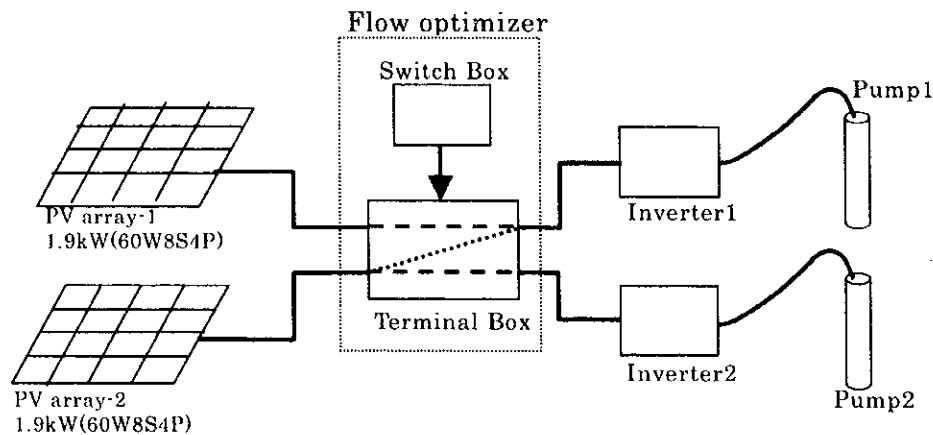 Flow optimizer
Switch Box
Pump1
PV array-1
1.9kW(60W8S4P)
Inverter1
Terminal Box
Inverter2
Pump2
PV array-2
1.9kW(60W8S4P)